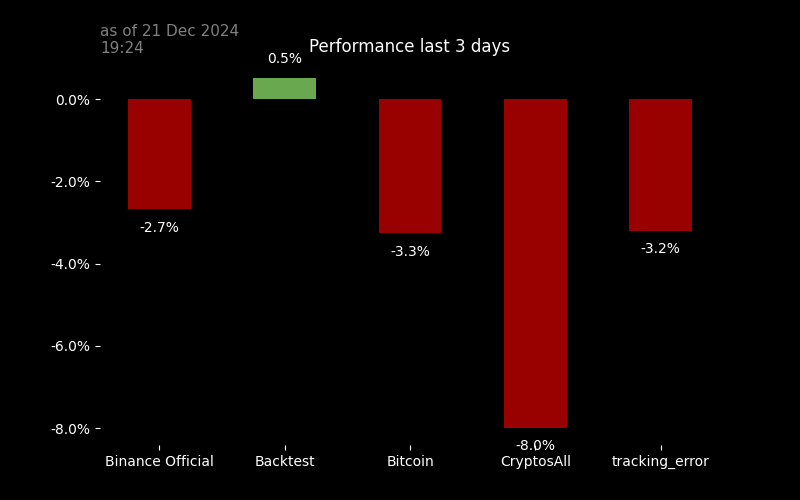 as of 21 Dec 2024
19:24
Performance last 3 days
0.5%
0.0%
-2.0%
-2.7%
-3.3%
-3.2%
-4.0%
-6.0%
-8.0%
-8.0%
Binance Official
Backtest
Bitcoin
CryptosAll
tracking_error